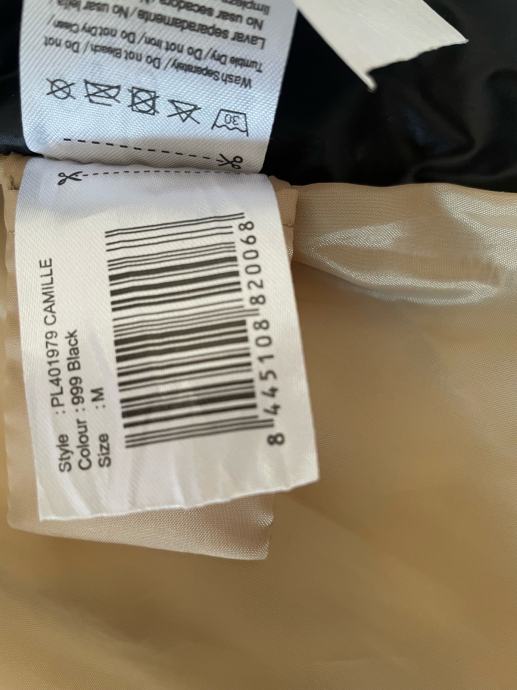 Style : PL401979 CAMILLE
Colour : 999 Black
Size : M
8 445108 820068
30
Wash Separately / Do not Bleach / Do not
Tumble Dry / Do not Iron / Do not Dry Clean /
Lavar separadamente / No usar lejía /
No usar secadora